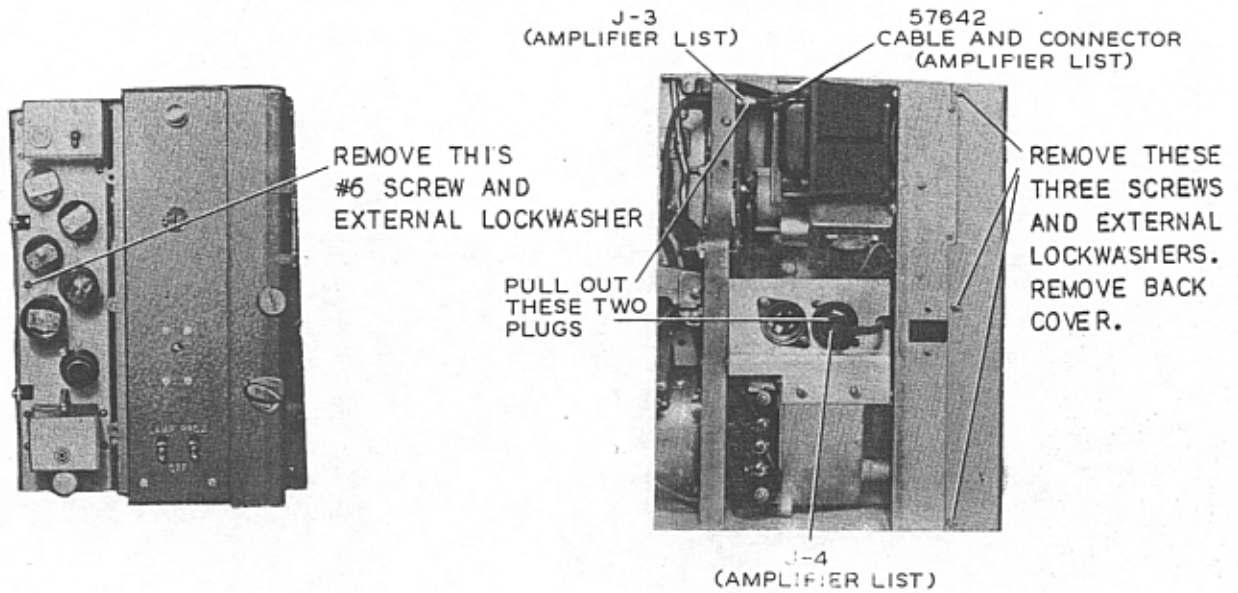 J-3
(AMPLIFIER LIST)
57642
CABLE AND CONNECTOR
(AMPLIFIER LIST)
REMOVE THIS
#6 SCREW AND
EXTERNAL LOCKWASHER
REMOVE THESE
THREE SCREWS
AND EXTERNAL
LOCKWASHERS.
REMOVE BACK
COVER.
PULL OUT
THESE TWO
PLUGS
OFF
J-4
(AMPLIFIER LIST)